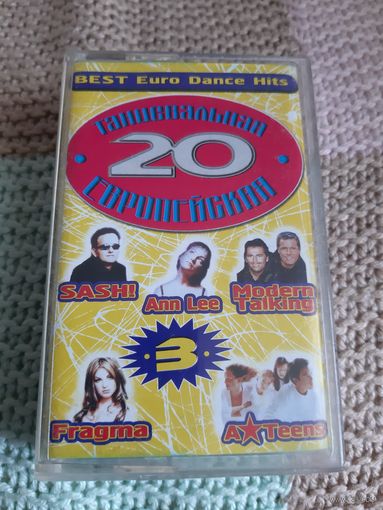 BEST Euro Dance Hits
Танцевальная
20
Европейская
SASH!
Ann Lee
Modern
Talking
3
Fragma
A★Teens